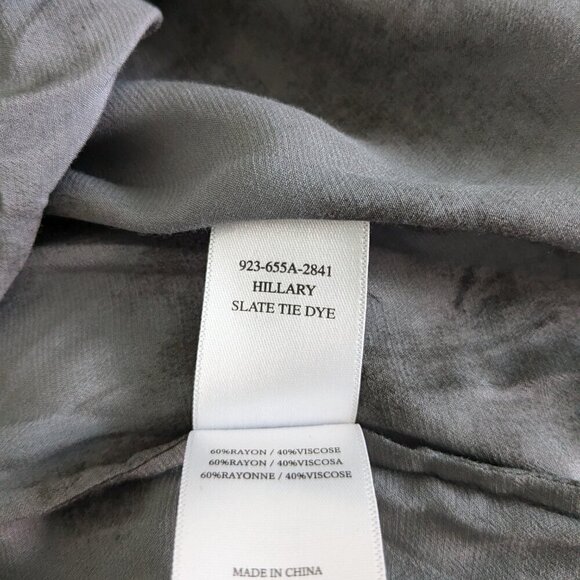 923-655A-2841
HILLARY
SLATE TIE DYE
60%RAYON / 40%VISCOSE
60%RAYON / 40%VISCOSA
60%RAYONNE / 40%VISCOSE
MADE IN CHINA